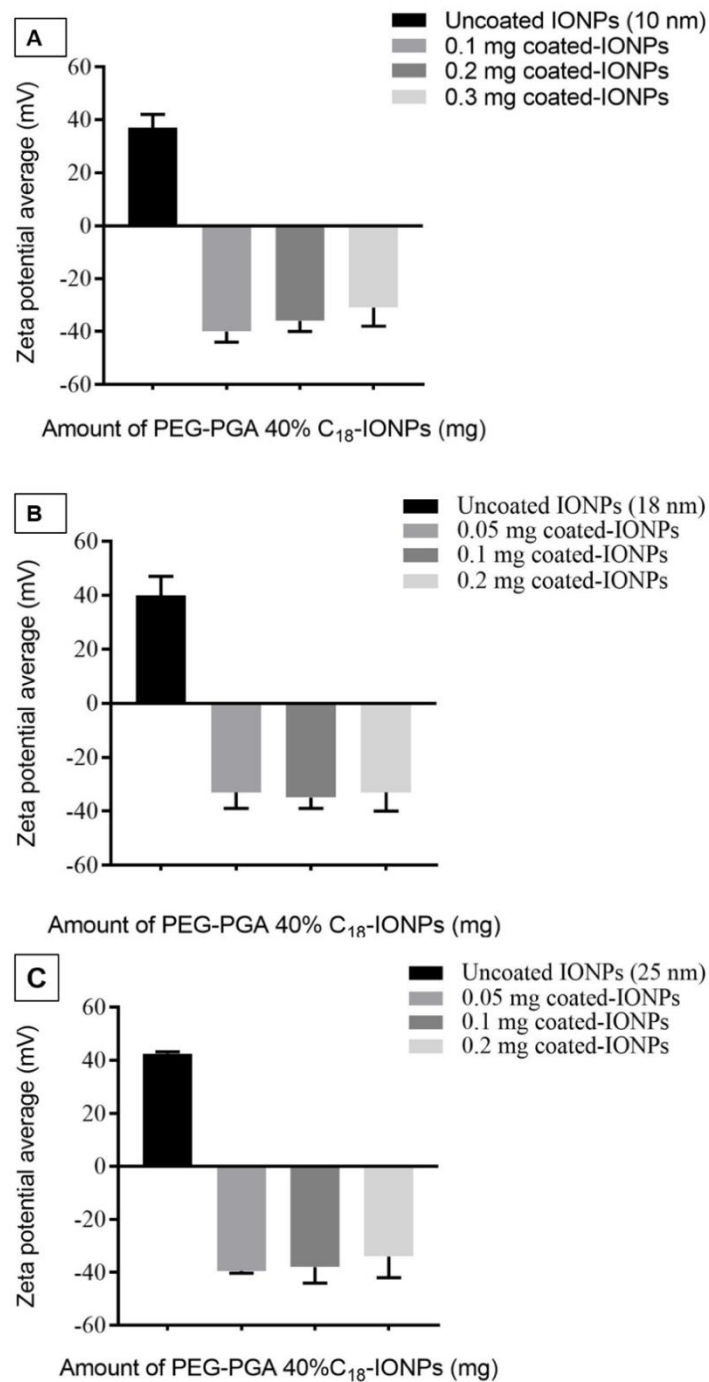 A
Uncoated IONPs (10 nm)
0.1 mg coated-IONPs
0.2 mg coated-IONPs
0.3 mg coated-IONPs
Zeta potential average (mV)
60
40
20
0
-20
-40
-60
Amount of PEG-PGA 40% C₁₈-IONPs (mg)
B
Uncoated IONPs (18 nm)
0.05 mg coated-IONPs
0.1 mg coated-IONPs
0.2 mg coated-IONPs
Zeta potential average (mV)
60
40
20
0
-20
-40
-60
Amount of PEG-PGA 40% C₁₈-IONPs (mg)
C
Uncoated IONPs (25 nm)
0.05 mg coated-IONPs
0.1 mg coated-IONPs
0.2 mg coated-IONPs
Zeta potential average (mV)
60
40
20
0
-20
-40
-60
Amount of PEG-PGA 40%C₁₈-IONPs (mg)